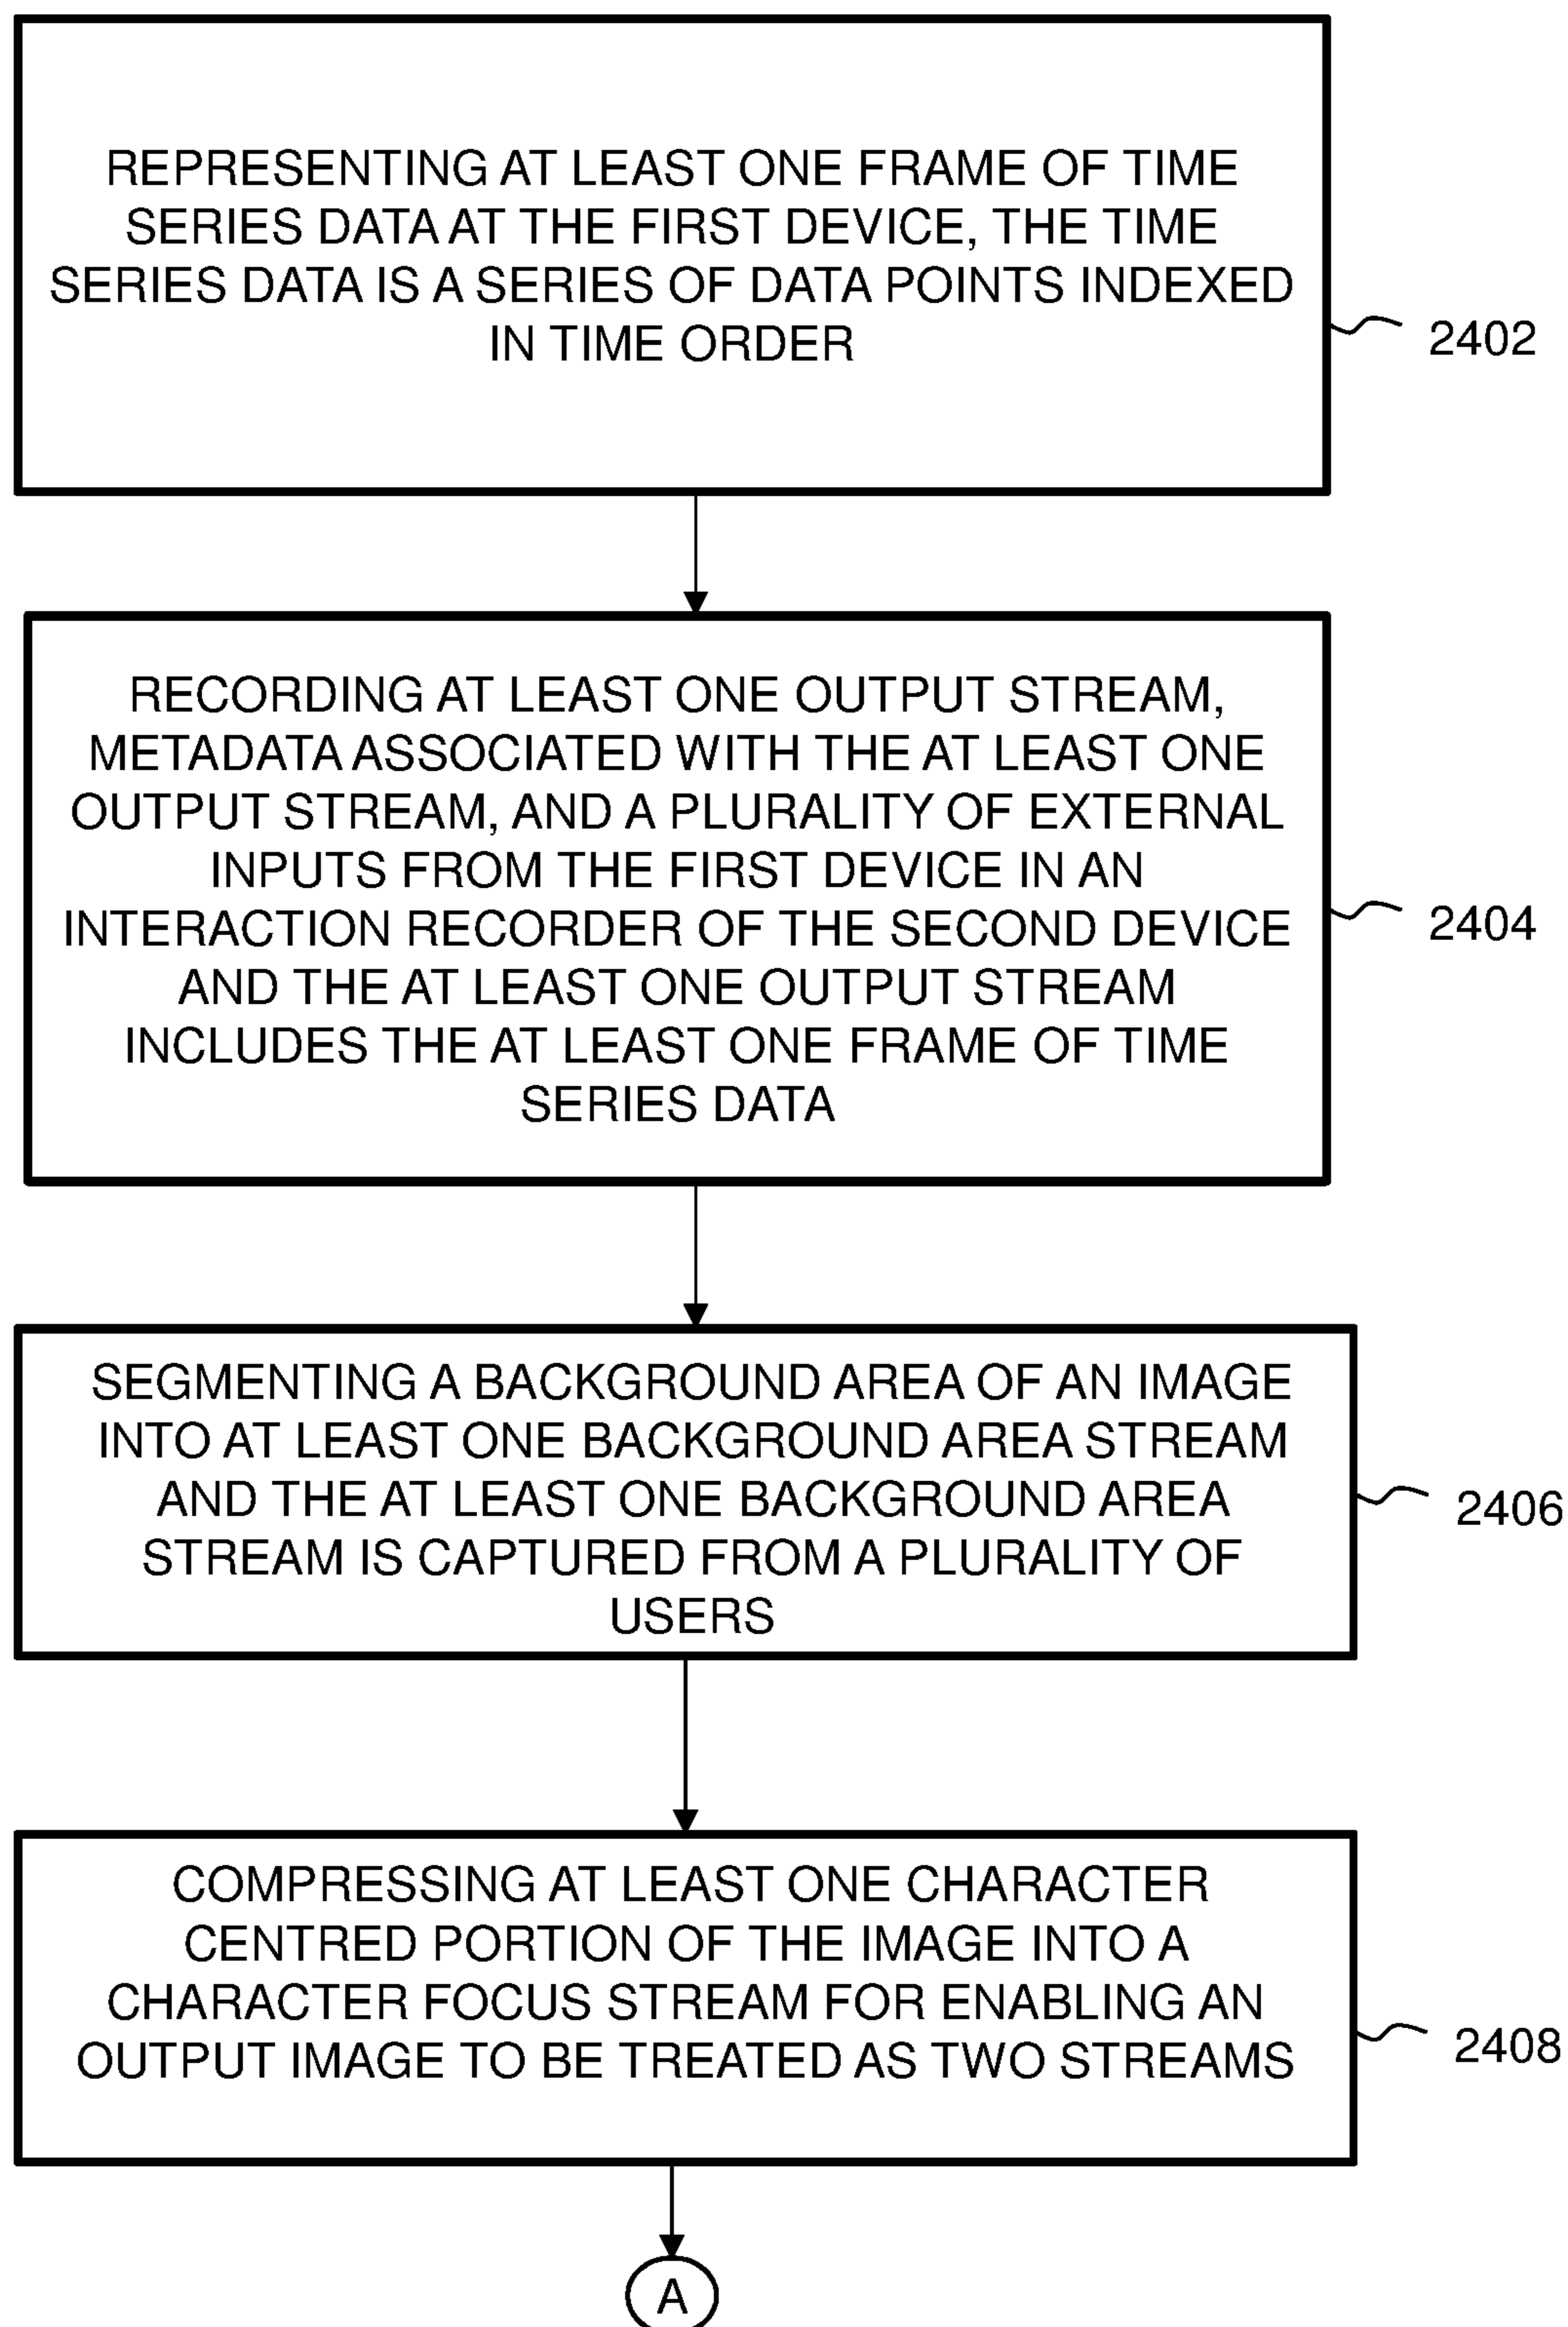 REPRESENTING AT LEAST ONE FRAME OF TIME
SERIES DATA AT THE FIRST DEVICE, THE TIME
SERIES DATA IS A SERIES OF DATA POINTS INDEXED
IN TIME ORDER
2402
RECORDING AT LEAST ONE OUTPUT STREAM,
METADATA ASSOCIATED WITH THE AT LEAST ONE
OUTPUT STREAM, AND A PLURALITY OF EXTERNAL
INPUTS FROM THE FIRST DEVICE IN AN
INTERACTION RECORDER OF THE SECOND DEVICE
AND THE AT LEAST ONE OUTPUT STREAM
INCLUDES THE AT LEAST ONE FRAME OF TIME
SERIES DATA
2404
SEGMENTING A BACKGROUND AREA OF AN IMAGE
INTO AT LEAST ONE BACKGROUND AREA STREAM
AND THE AT LEAST ONE BACKGROUND AREA
STREAM IS CAPTURED FROM A PLURALITY OF
USERS
2406
COMPRESSING AT LEAST ONE CHARACTER
CENTRED PORTION OF THE IMAGE INTO A
CHARACTER FOCUS STREAM FOR ENABLING AN
OUTPUT IMAGE TO BE TREATED AS TWO STREAMS
2408
A